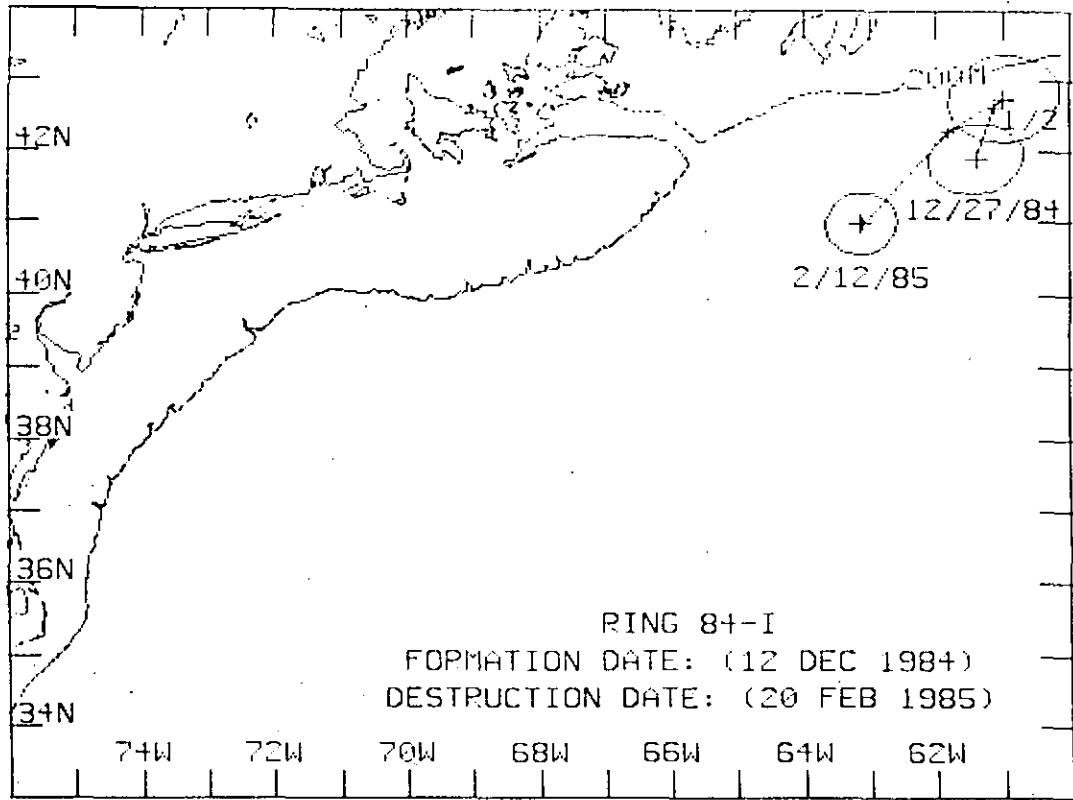 200M
1/2
42N
12/27/84
2/12/85
40N
38N
36N
RING 84-I
FORMATION DATE: (12 DEC 1984)
DESTRUCTION DATE: (20 FEB 1985)
34N
74W 72W 70W 68W 66W 64W 62W